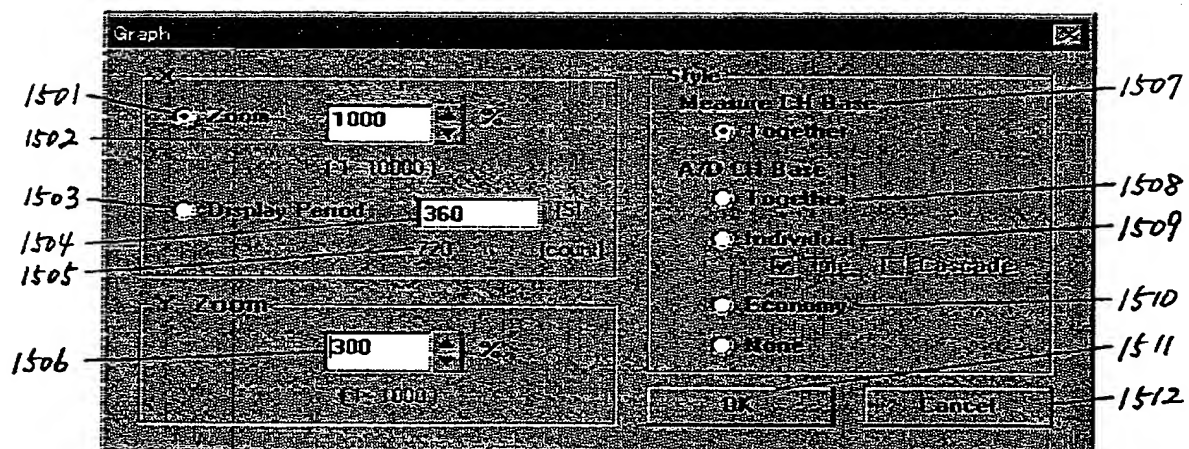 Graph
X
1501
Zoom
1000
%
1502
1503
Display Period
360
[S]
1504
720
1505
Y Zoom
300
%
1506
Style
1507
Measure CH Base
Together
A/D CH Base
1508
Together
1509
Individual
Cascade
1510
Economy
None
1511
OK
1512
Cancel